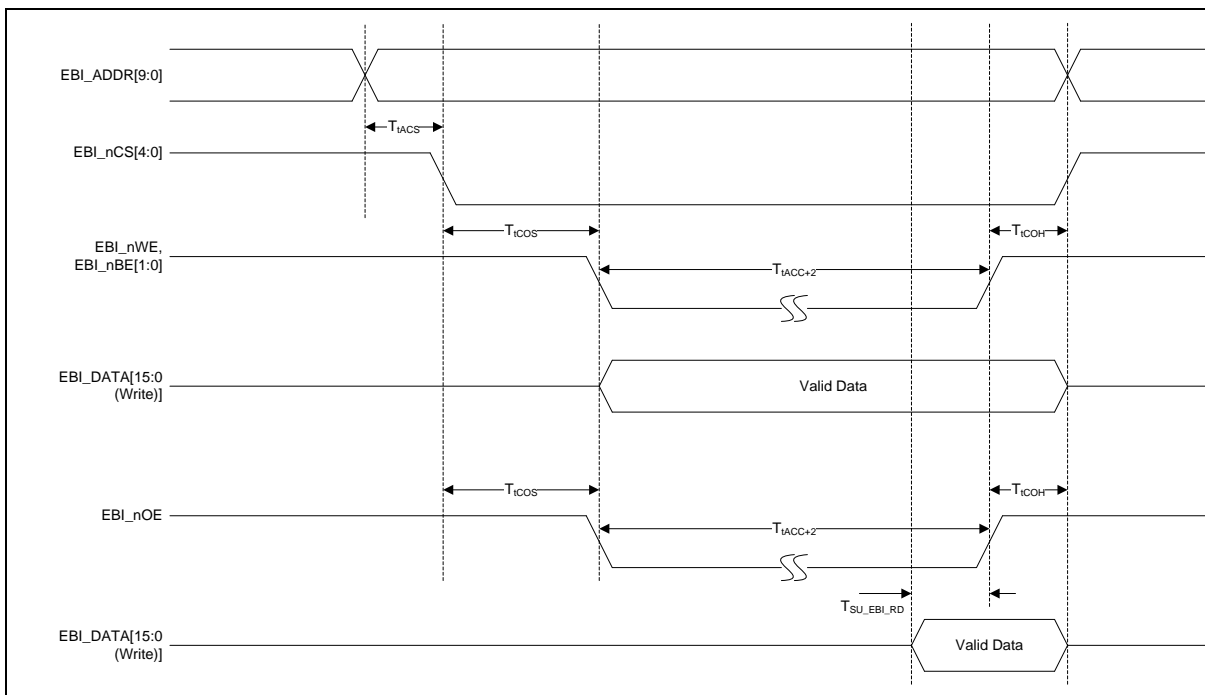 EBI_ADDR[9:0]
TtACS
EBI_nCS[4:0]
TtCOS
TtCOH
EBI_nWE,
EBI_nBE[1:0]
TtACC+2
EBI_DATA[15:0
(Write)]
Valid Data
TtCOS
TtCOH
EBI_nOE
TtACC+2
TSU_EBI_RD
EBI_DATA[15:0
(Write)]
Valid Data